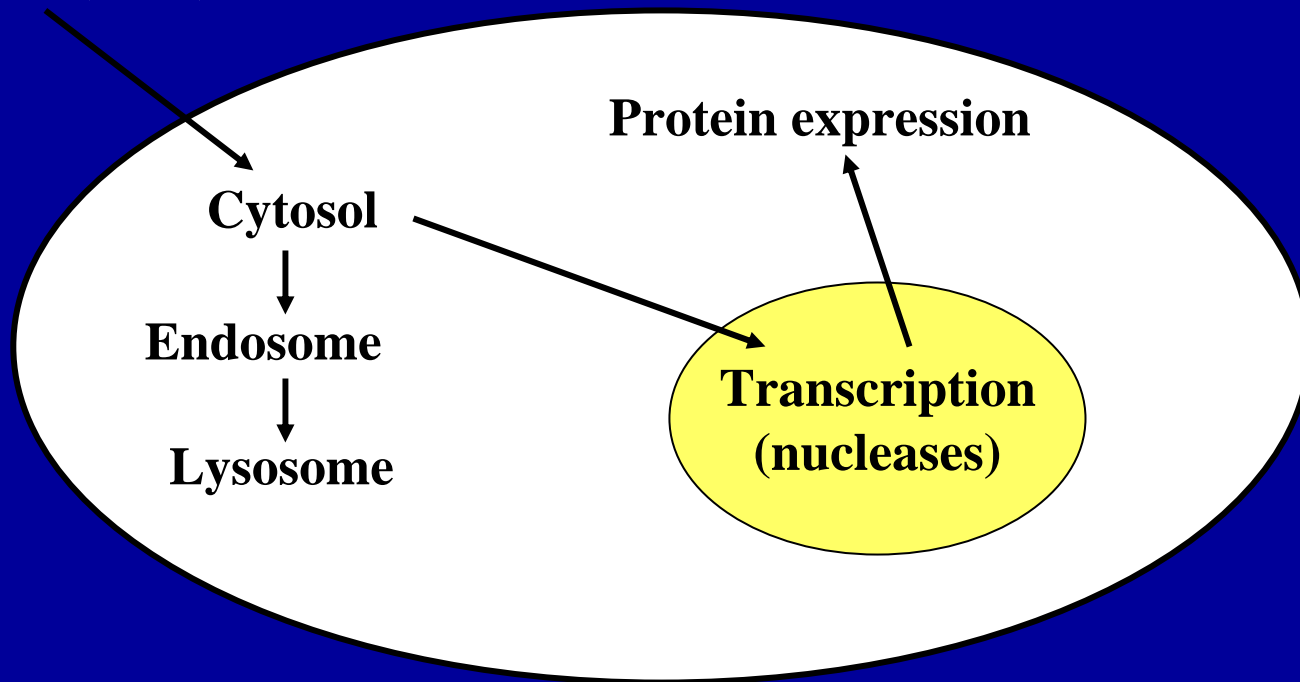 Protein expression
Cytosol
Endosome
Lysosome
Transcription
(nucleases)